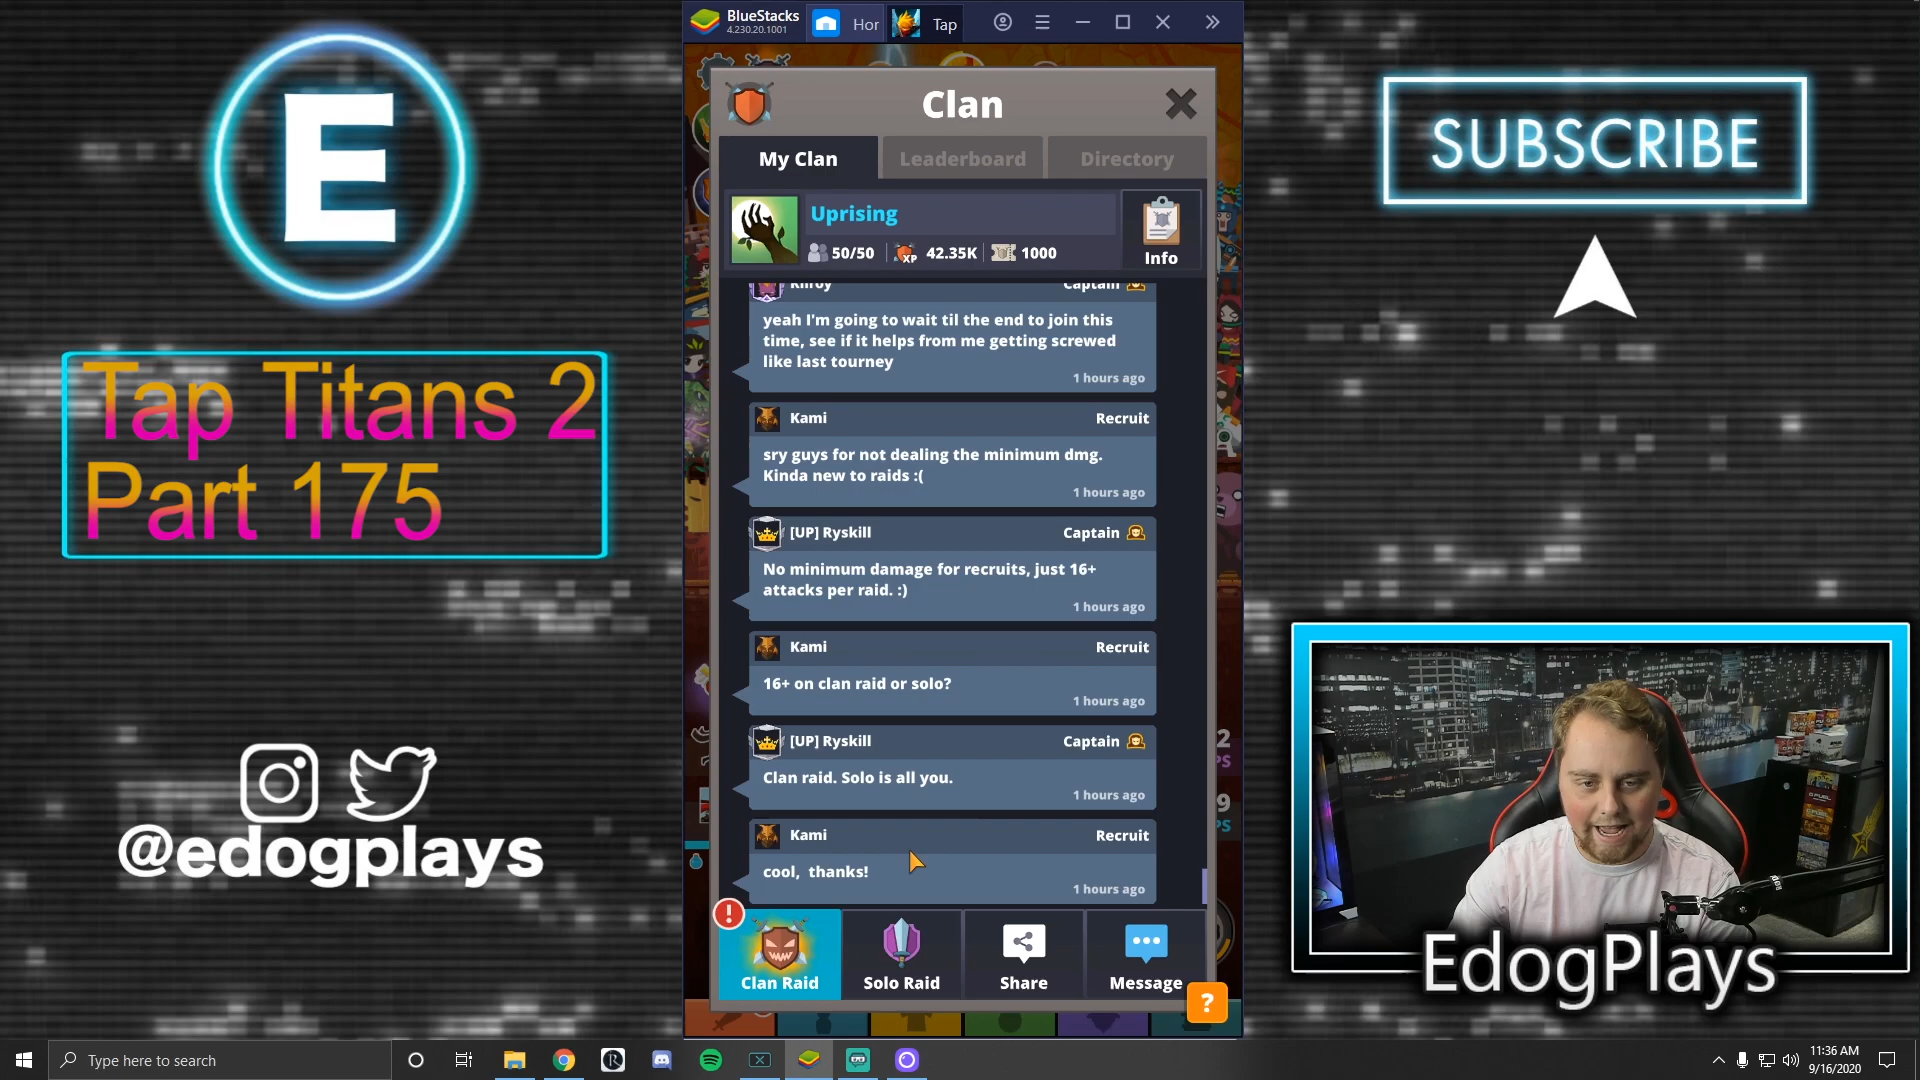 BlueStacks
4.230.20.1001
Hor
Tap
E
Tap Titans 2
Part 175
@edogplays
SUBSCRIBE
EdogPlays
Clan
My Clan
Leaderboard
Directory
Uprising
50/50
XP
42.35K
1000
Info
Captain
yeah I'm going to wait til the end to join this
time, see if it helps from me getting screwed
like last tourney
1 hours ago
Kami
Recruit
sry guys for not dealing the minimum dmg.
Kinda new to raids :(
1 hours ago
[UP] Ryskill
Captain
No minimum damage for recruits, just 16+
attacks per raid. :)
1 hours ago
Kami
Recruit
16+ on clan raid or solo?
1 hours ago
[UP] Ryskill
Captain
Clan raid. Solo is all you.
1 hours ago
Kami
Recruit
cool, thanks!
1 hours ago
!
Clan Raid
Solo Raid
Share
Message
?
Type here to search
11:36 AM
9/16/2020